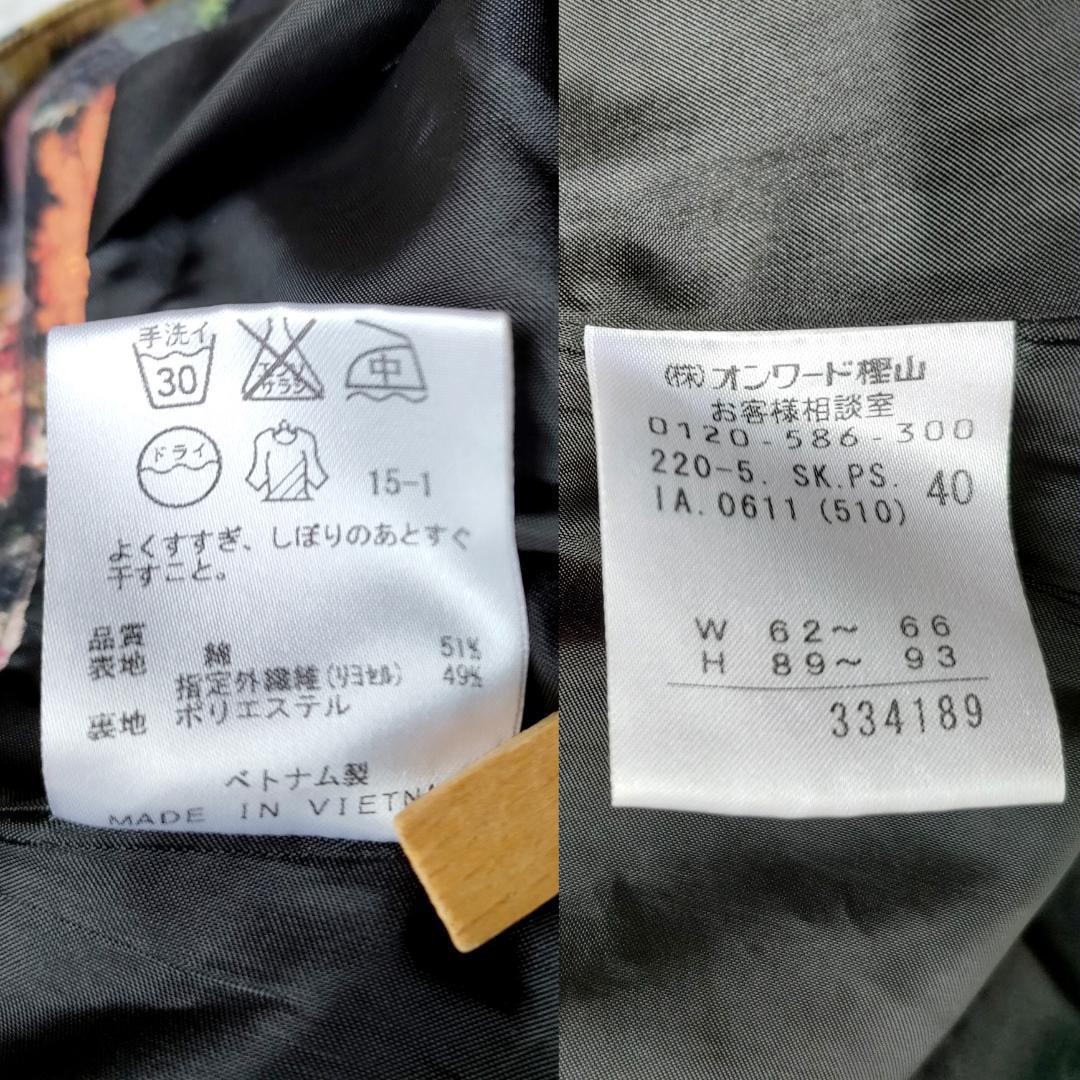 手洗イ
30
エンソ
サラシ
中
ドライ
15-1
よくすすぎ、しぼりのあとすぐ
干すこと。
品質
表地 綿 51%
指定外繊維(リヨセル) 49%
裏地 ポリエステル
ベトナム製
MADE IN VIETN
(株)オンワード樫山
お客様相談室
0120-586-300
220-5. SK.PS. 40
IA.0611(510)
W 62~ 66
H 89~ 93
334189